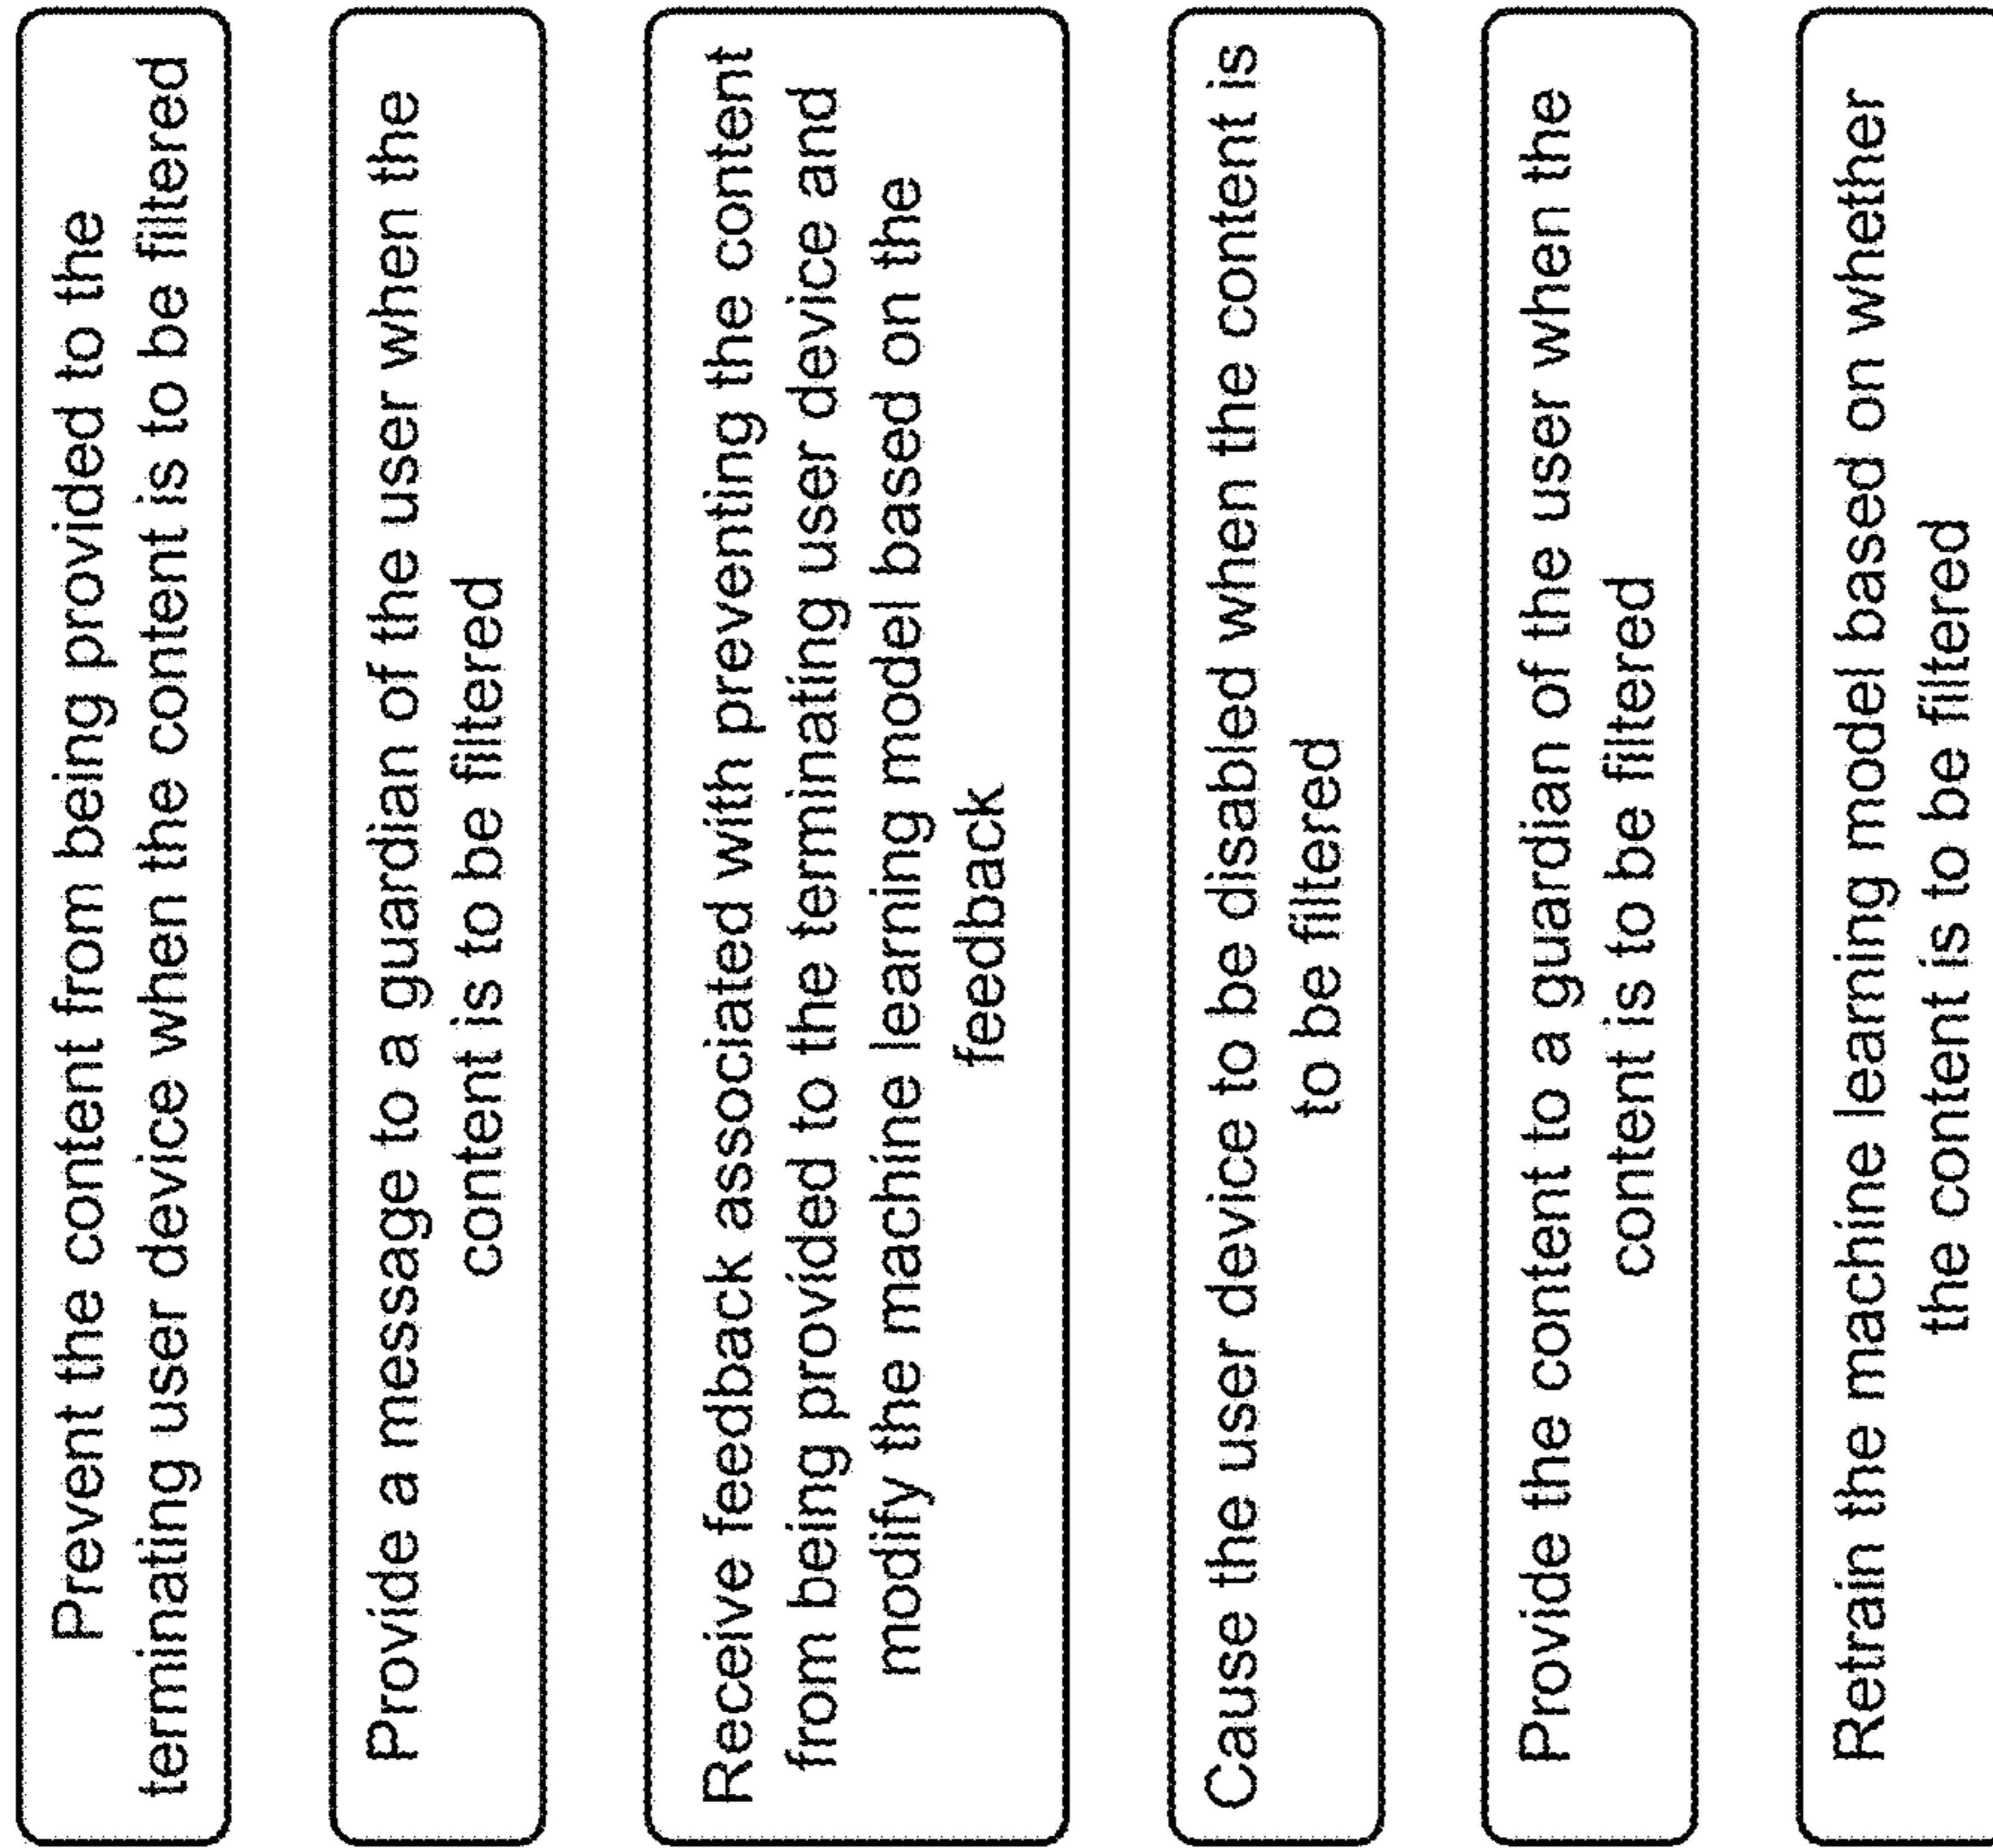 Prevent the content from being provided to the
terminating user device when the content is to be filtered
Provide a message to a guardian of the user when the
content is to be filtered
Receive feedback associated with preventing the content
from being provided to the terminating user device and
modify the machine learning model based on the
feedback
Cause the user device to be disabled when the content is
to be filtered
Provide the content to a guardian of the user when the
content is to be filtered
Retrain the machine learning model based on whether
the content is to be filtered